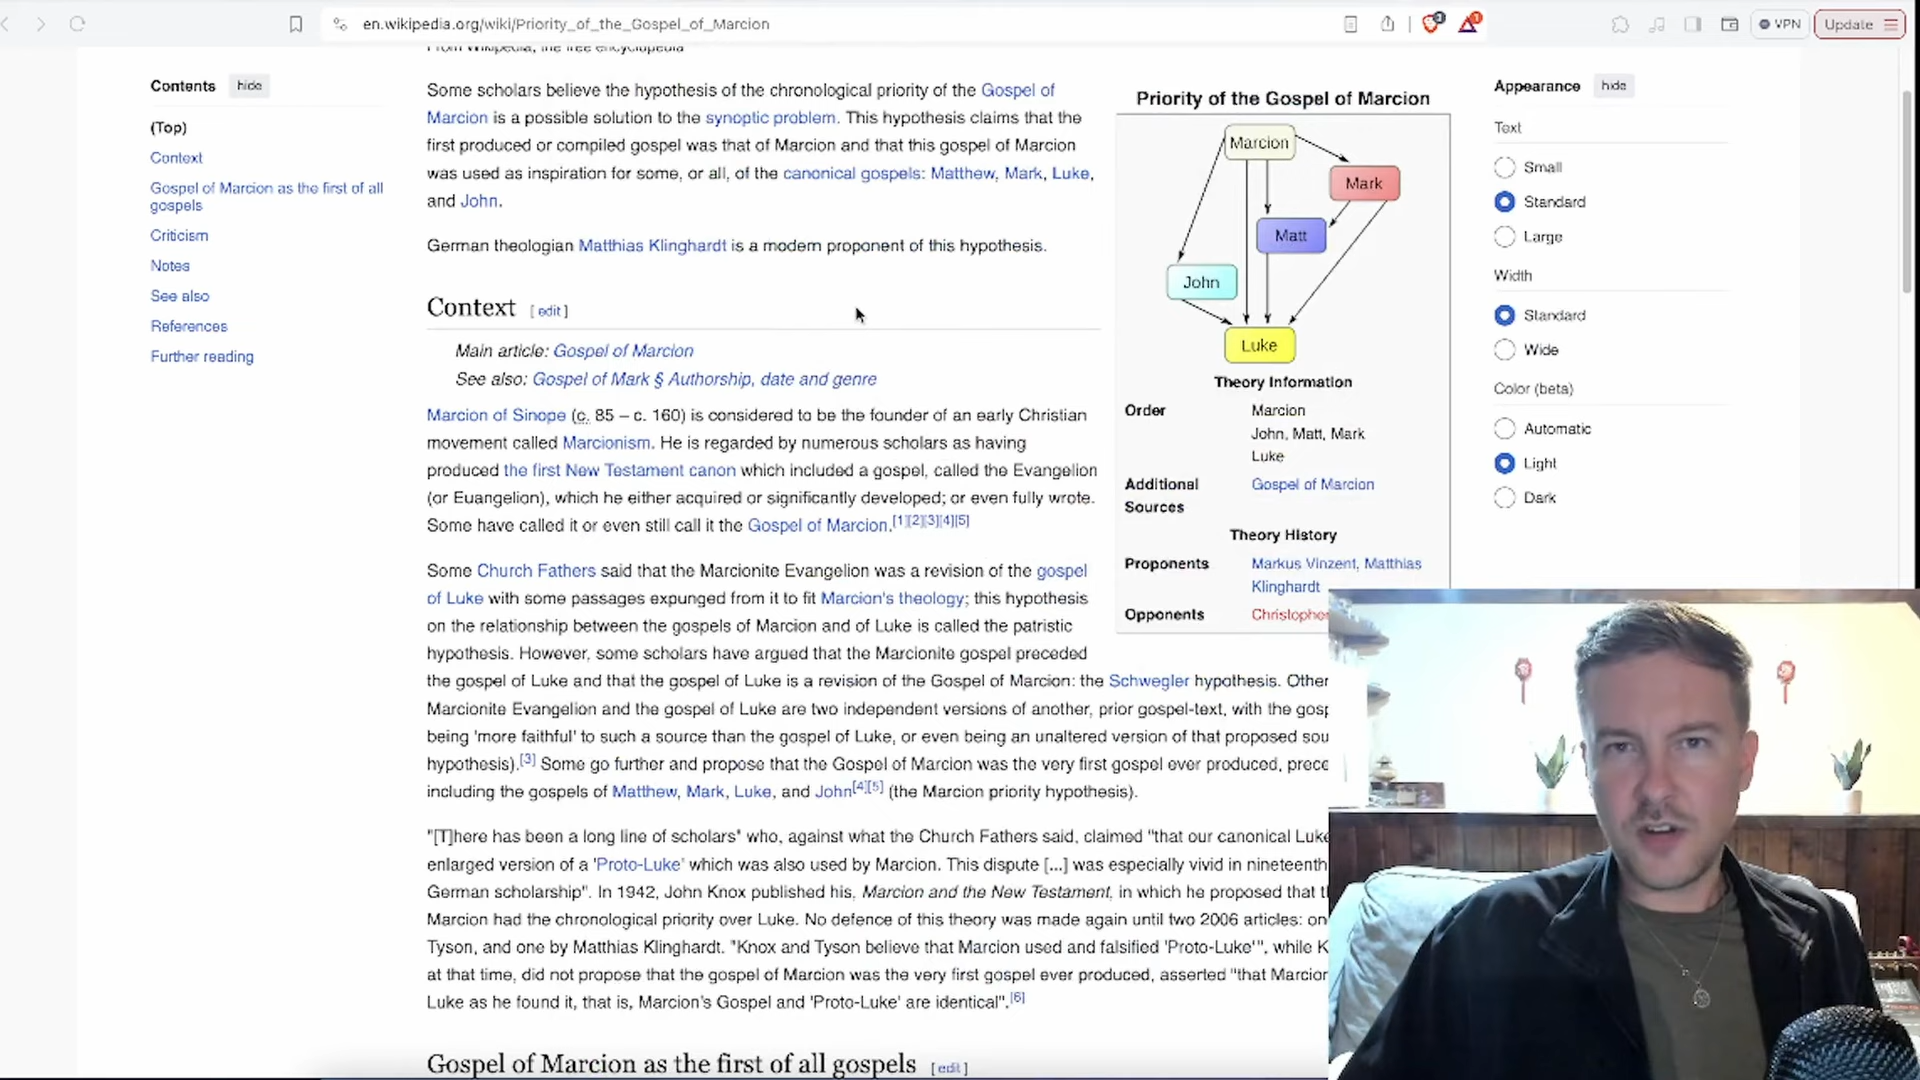 en.wikipedia.org/wiki/Priority_of_the_Gospel_of_Marcion
VPN
Update
From Wikipedia, the free encyclopedia
Contents hide
(Top)
Context
Gospel of Marcion as the first of all
gospels
Criticism
Notes
See also
References
Further reading
Some scholars believe the hypothesis of the chronological priority of the Gospel of
Marcion is a possible solution to the synoptic problem. This hypothesis claims that the
first produced or compiled gospel was that of Marcion and that this gospel of Marcion
was used as inspiration for some, or all, of the canonical gospels: Matthew, Mark, Luke,
and John.
German theologian Matthias Klinghardt is a modern proponent of this hypothesis.
Context [ edit ]
Main article: Gospel of Marcion
See also: Gospel of Mark § Authorship, date and genre
Marcion of Sinope (c. 85 – c. 160) is considered to be the founder of an early Christian
movement called Marcionism. He is regarded by numerous scholars as having
produced the first New Testament canon which included a gospel, called the Evangelion
(or Euangelion), which he either acquired or significantly developed; or even fully wrote.
Some have called it or even still call it the Gospel of Marcion.[1][2][3][4][5]
Some Church Fathers said that the Marcionite Evangelion was a revision of the gospel
of Luke with some passages expunged from it to fit Marcion's theology; this hypothesis
on the relationship between the gospels of Marcion and of Luke is called the patristic
hypothesis. However, some scholars have argued that the Marcionite gospel preceded
the gospel of Luke and that the gospel of Luke is a revision of the Gospel of Marcion: the Schwegler hypothesis. Other
Marcionite Evangelion and the gospel of Luke are two independent versions of another, prior gospel-text, with the gosp
being 'more faithful' to such a source than the gospel of Luke, or even being an unaltered version of that proposed sou
hypothesis).[3] Some go further and propose that the Gospel of Marcion was the very first gospel ever produced, prece
including the gospels of Matthew, Mark, Luke, and John[4][5] (the Marcion priority hypothesis).
"[T]here has been a long line of scholars" who, against what the Church Fathers said, claimed "that our canonical Luke
enlarged version of a 'Proto-Luke' which was also used by Marcion. This dispute [...] was especially vivid in nineteenth
German scholarship". In 1942, John Knox published his, Marcion and the New Testament, in which he proposed that t
Marcion had the chronological priority over Luke. No defence of this theory was made again until two 2006 articles: on
Tyson, and one by Matthias Klinghardt. "Knox and Tyson believe that Marcion used and falsified 'Proto-Luke'", while K
at that time, did not propose that the gospel of Marcion was the very first gospel ever produced, asserted "that Marcion
Luke as he found it, that is, Marcion's Gospel and 'Proto-Luke' are identical".[6]
Gospel of Marcion as the first of all gospels [ edit ]
Priority of the Gospel of Marcion
Marcion
Mark
Matt
John
Luke
Theory Information
Order Marcion
John, Matt, Mark
Luke
Additional Gospel of Marcion
Sources
Theory History
Proponents Markus Vinzent, Matthias
Klinghardt
Opponents Christopher
Appearance hide
Text
Small
Standard
Large
Width
Standard
Wide
Color (beta)
Automatic
Light
Dark